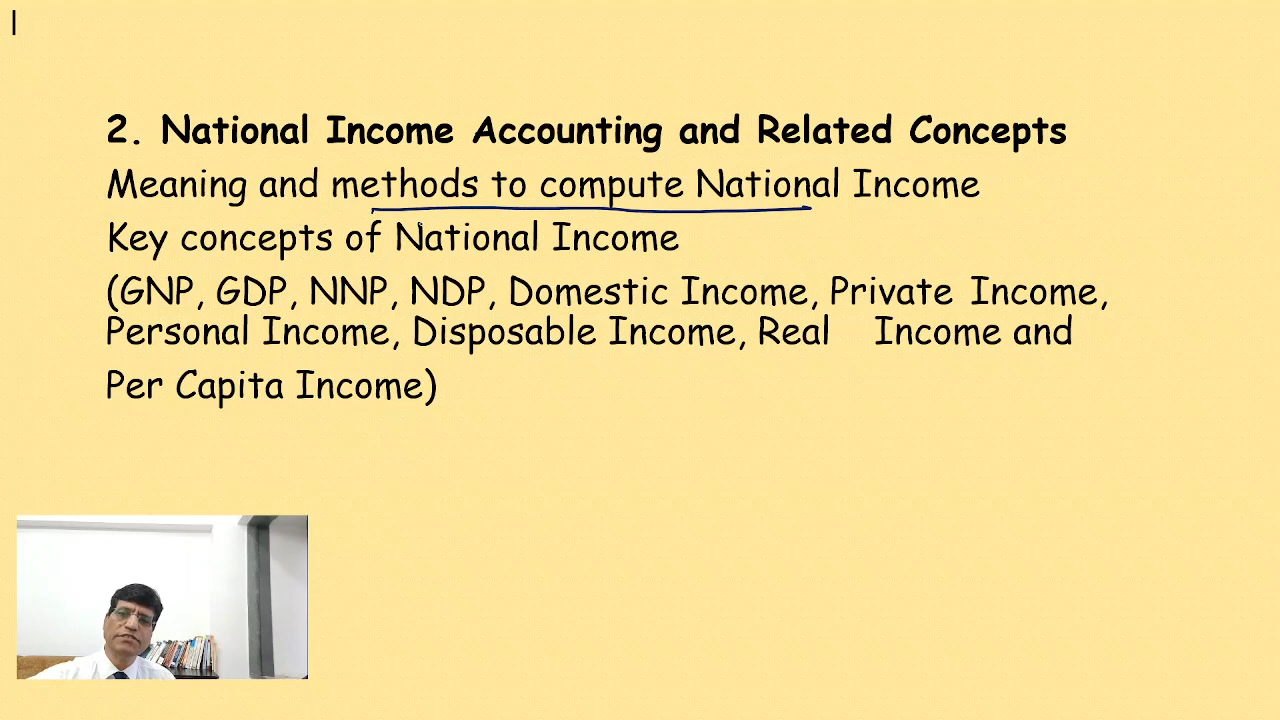 2. National Income Accounting and Related Concepts
Meaning and methods to compute National Income
Key concepts of National Income
(GNP, GDP, NNP, NDP, Domestic Income, Private Income,
Personal Income, Disposable Income, Real Income and
Per Capita Income)